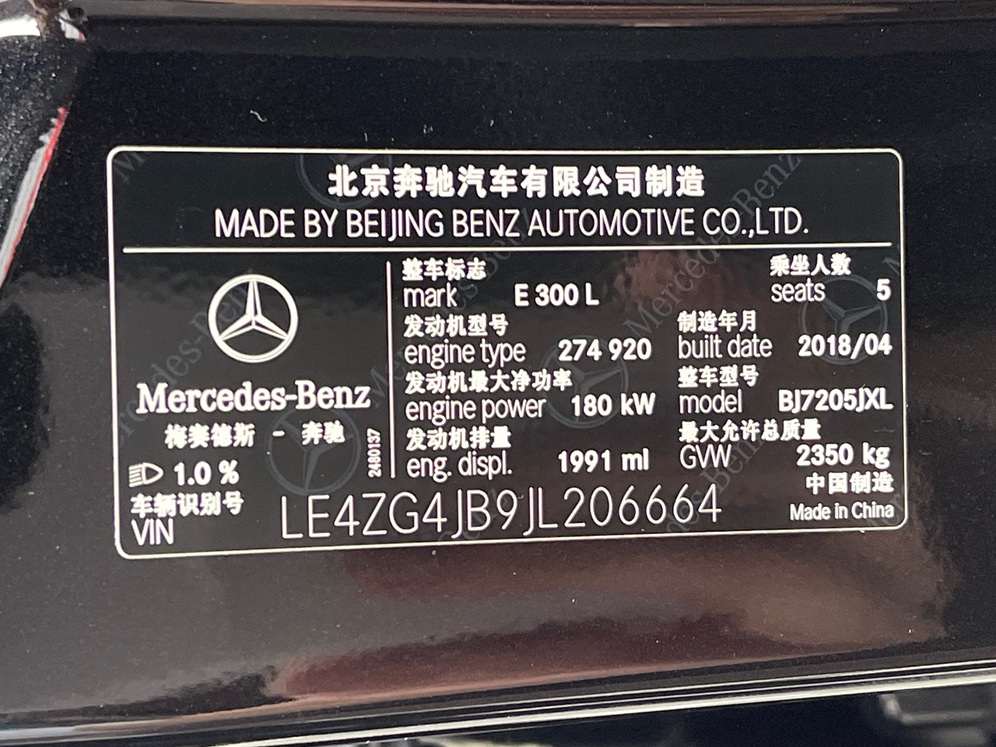 北京奔驰汽车有限公司制造
MADE BY BEIJING BENZ AUTOMOTIVE CO.,LTD.
Mercedes-Benz
梅赛德斯 - 奔驰
1.0 %
2480137
整车标志
mark E 300 L
乘坐人数
seats 5
发动机型号
engine type 274 920
制造年月
built date 2018/04
发动机最大净功率
engine power 180 kW
整车型号
model BJ7205JXL
发动机排量
eng. displ. 1991 ml
最大允许总质量
GVW 2350 kg
中国制造
Made in China
车辆识别号
VIN LE4ZG4JB9JL206664